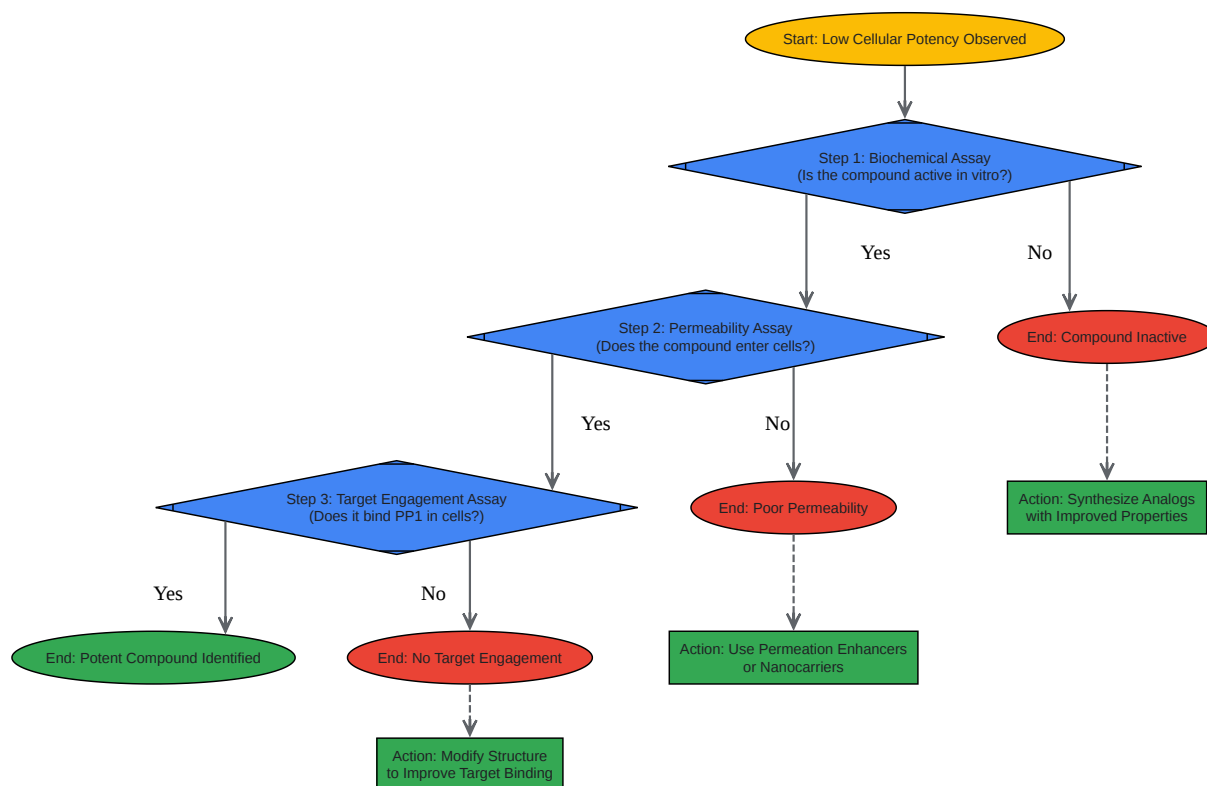 Start: Low Cellular Potency Observed
Step 1: Biochemical Assay
(Is the compound active in vitro?)
Yes
No
Step 2: Permeability Assay
(Does the compound enter cells?)
End: Compound Inactive
Yes
No
Step 3: Target Engagement Assay
(Does it bind PP1 in cells?)
End: Poor Permeability
Action: Synthesize Analogs
with Improved Properties
Yes
No
End: Potent Compound Identified
End: No Target Engagement
Action: Use Permeation Enhancers
or Nanocarriers
Action: Modify Structure
to Improve Target Binding